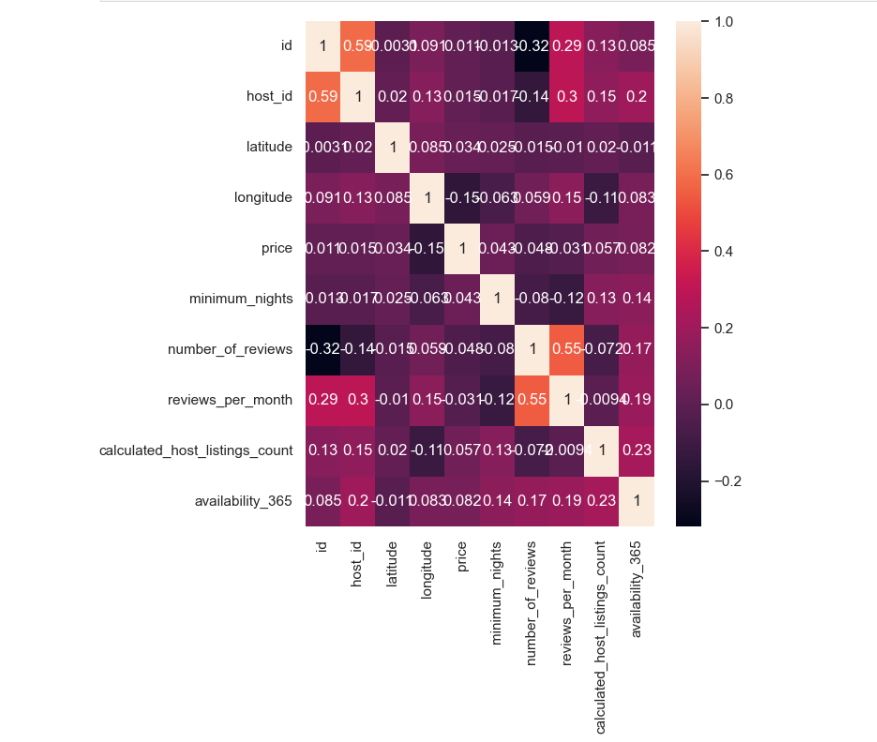 id 1 0.59 -0.0031 0.091 0.011 -0.013 -0.32 0.29 0.13 0.085
host_id 0.59 1 0.02 0.13 0.015 -0.017 -0.14 0.3 0.15 0.2
latitude -0.0031 0.02 1 0.085 0.034 0.025 -0.015 -0.01 0.02 -0.011
longitude 0.091 0.13 0.085 1 -0.15 -0.063 0.059 0.15 -0.11 0.083
price 0.011 0.015 0.034 -0.15 1 0.043 -0.048 -0.031 0.057 0.082
minimum_nights -0.013 -0.017 0.025 -0.063 0.043 1 -0.08 -0.12 0.13 0.14
number_of_reviews -0.32 -0.14 -0.015 0.059 -0.048 -0.08 1 0.55 -0.072 0.17
reviews_per_month 0.29 0.3 -0.01 0.15 -0.031 -0.12 0.55 1 -0.0094 0.19
calculated_host_listings_count 0.13 0.15 0.02 -0.11 0.057 0.13 -0.072 -0.0094 1 0.23
availability_365 0.085 0.2 -0.011 0.083 0.082 0.14 0.17 0.19 0.23 1
id
host_id
latitude
longitude
price
minimum_nights
number_of_reviews
reviews_per_month
calculated_host_listings_count
availability_365
1.0
0.8
0.6
0.4
0.2
0.0
−0.2